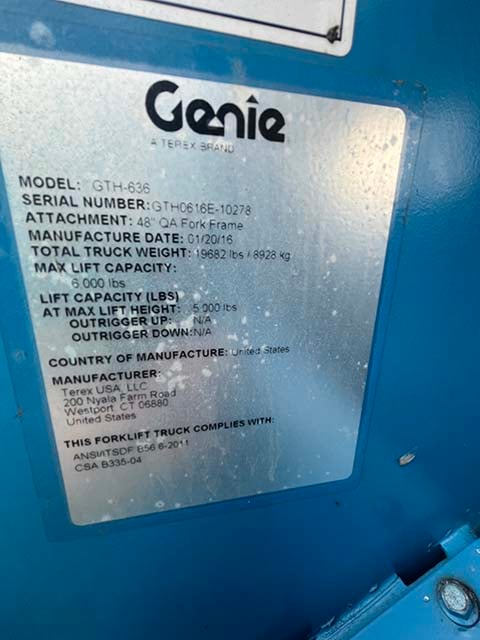 Genie
A TEREX BRAND
MODEL: GTH-636
SERIAL NUMBER: GTH0616E-10278
ATTACHMENT: 48" QA Fork Frame
MANUFACTURE DATE: 01/20/16
TOTAL TRUCK WEIGHT: 19682 lbs / 8928 kg
MAX LIFT CAPACITY:
6,000 lbs
LIFT CAPACITY (LBS)
AT MAX LIFT HEIGHT: 5,000 lbs
OUTRIGGER UP: N/A
OUTRIGGER DOWN: N/A
COUNTRY OF MANUFACTURE: United States
MANUFACTURER:
Terex USA, LLC
200 Nyala Farm Road
Westport, CT 06880
United States
THIS FORKLIFT TRUCK COMPLIES WITH:
ANSI/ITSDF B56.6-2011
CSA B335-04